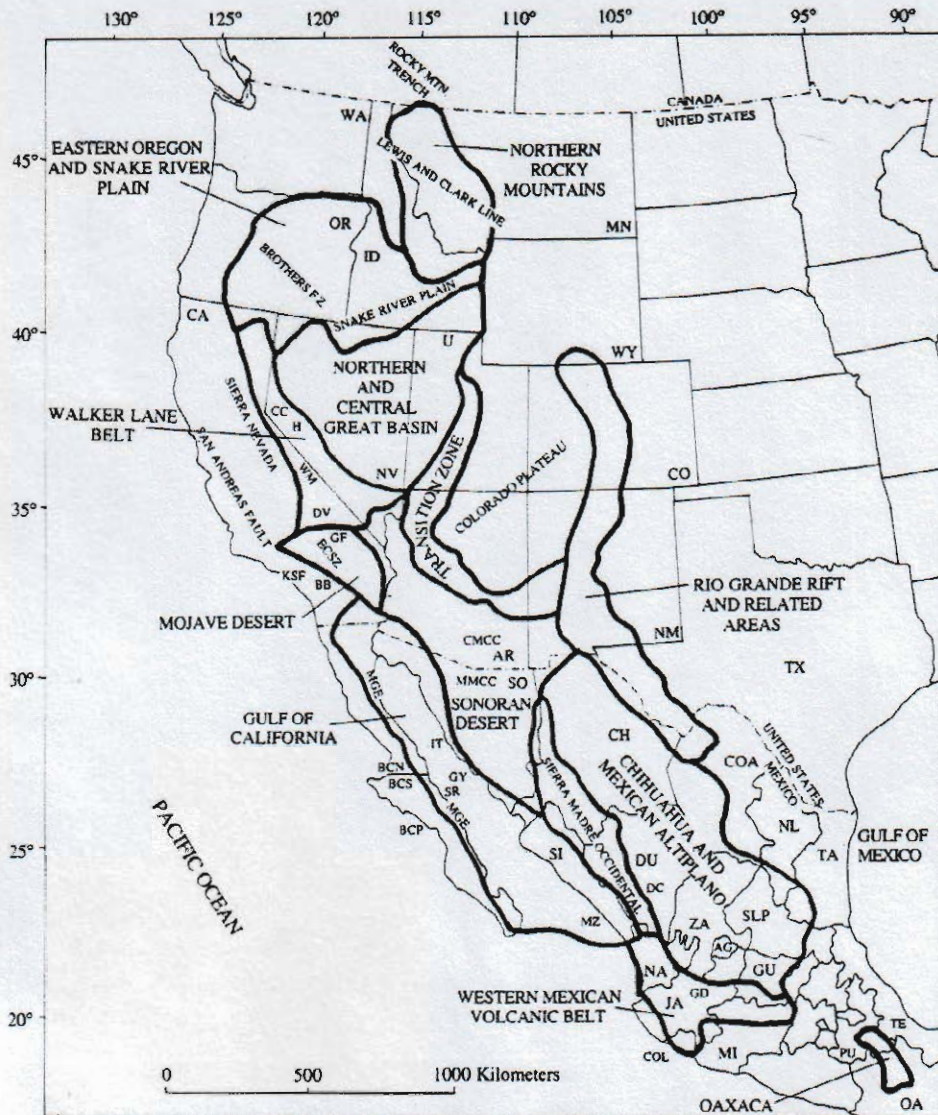 130° 125° 120° 115° 110° 105° 100° 95° 90°
ROCKY MTN
TRENCH
CANADA
UNITED STATES
WA
45°
EASTERN OREGON
AND SNAKE RIVER
PLAIN
LEWIS AND CLARK LINE
NORTHERN
ROCKY
MOUNTAINS
OR
MN
ID
BROTHERS F.Z.
SNAKE RIVER PLAIN
CA
40°
U
WY
NORTHERN
AND
CENTRAL
GREAT BASIN
WALKER LANE
BELT
SIERRA NEVADA
CC
H
SAN ANDREAS FAULT
WM
NV
TRANSITION ZONE
COLORADO PLATEAU
CO
35°
DV
GF
ECSZ
KSF
BB
RIO GRANDE RIFT
AND RELATED
AREAS
MOJAVE DESERT
NM
CMCC
AR
TX
30°
MMCC
SO
MGE
SONORAN
DESERT
GULF OF
CALIFORNIA
CH
UNITED STATES
MEXICO
IT
COA
BCN
BCS
GY
SR
MGE
SIERRA MADRE OCCIDENTAL
CHIHUAHUA AND
MEXICAN ALTIPLANO
BCP
NL
PACIFIC OCEAN
25°
SI
DU
TA
GULF OF
MEXICO
DC
MZ
ZA
SLP
AG
NA
GU
WESTERN MEXICAN
VOLCANIC BELT
JA
GD
20°
TE
COL
MI
PU
0 500 1000 Kilometers
OAXACA
OA